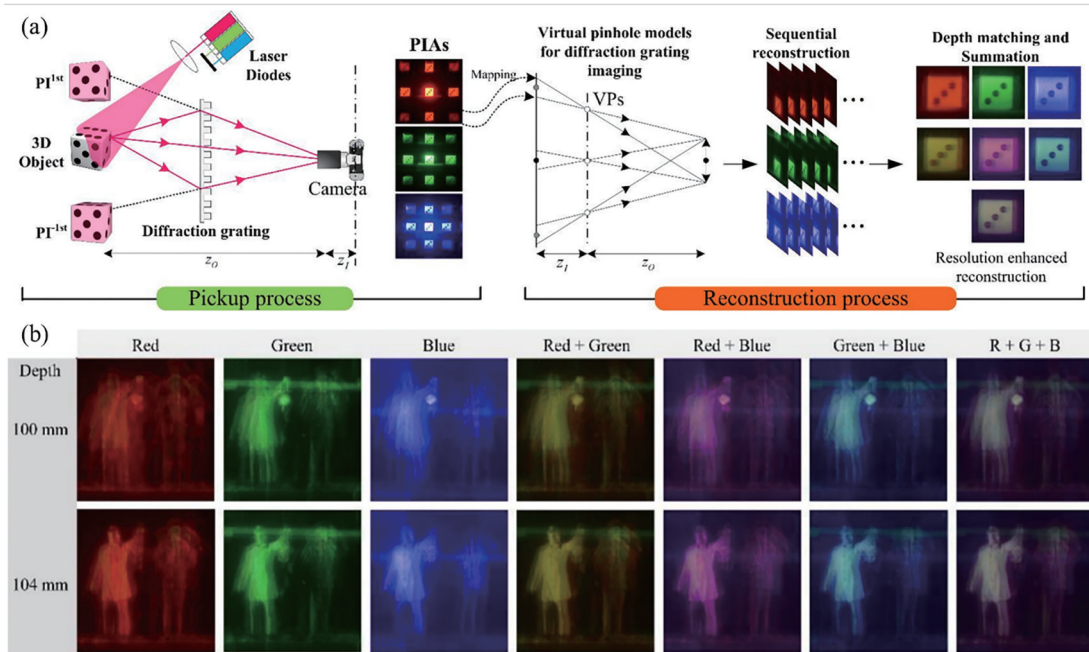 (a)
Laser
Diodes
PI1st
3D
Object
PI-1st
Camera
Diffraction grating
zO
zI
Pickup process
PIAs
Mapping
Virtual pinhole models
for diffraction grating
imaging
VPs
zI
zO
Sequential
reconstruction
...
...
...
Depth matching and
Summation
Resolution enhanced
reconstruction
Reconstruction process
(b)
Red
Green
Blue
Red + Green
Red + Blue
Green + Blue
R + G + B
Depth
100 mm
104 mm